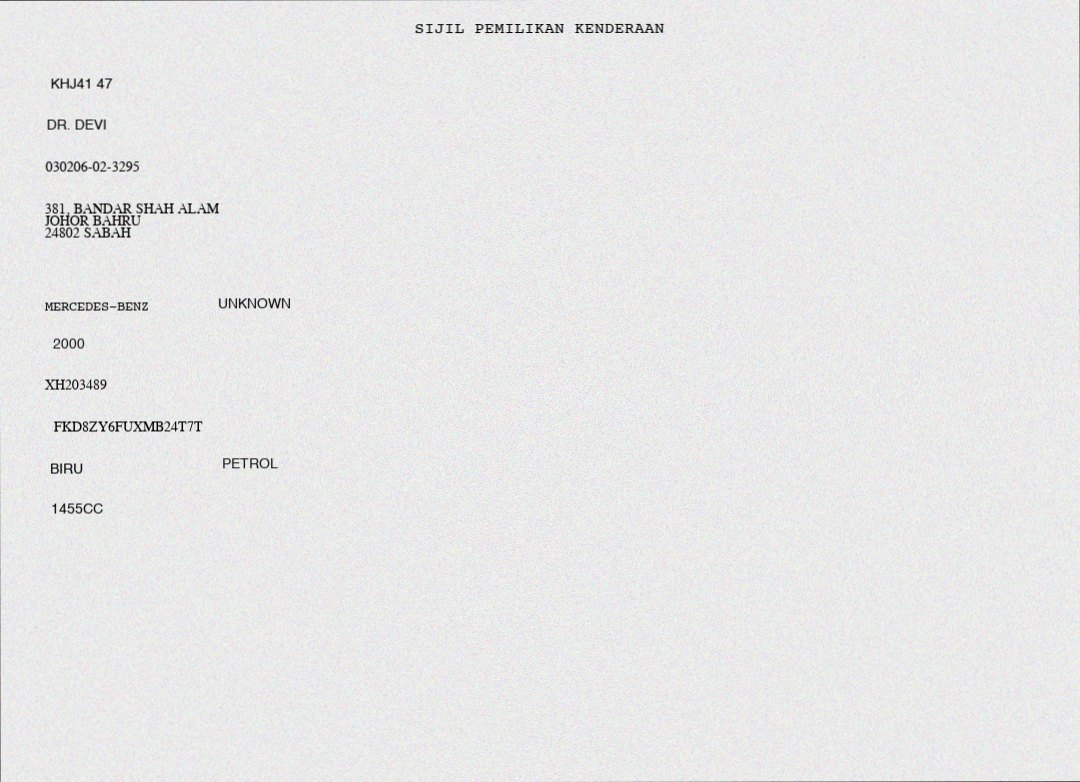 SIJIL PEMILIKAN KENDERAAN
KHJ41 47
DR. DEVI
030206-02-3295
381, BANDAR SHAH ALAM
JOHOR BAHRU
24802 SABAH
MERCEDES-BENZ UNKNOWN
2000
XH203489
FKD8ZY6FUXMB24T7T
BIRU PETROL
1455CC